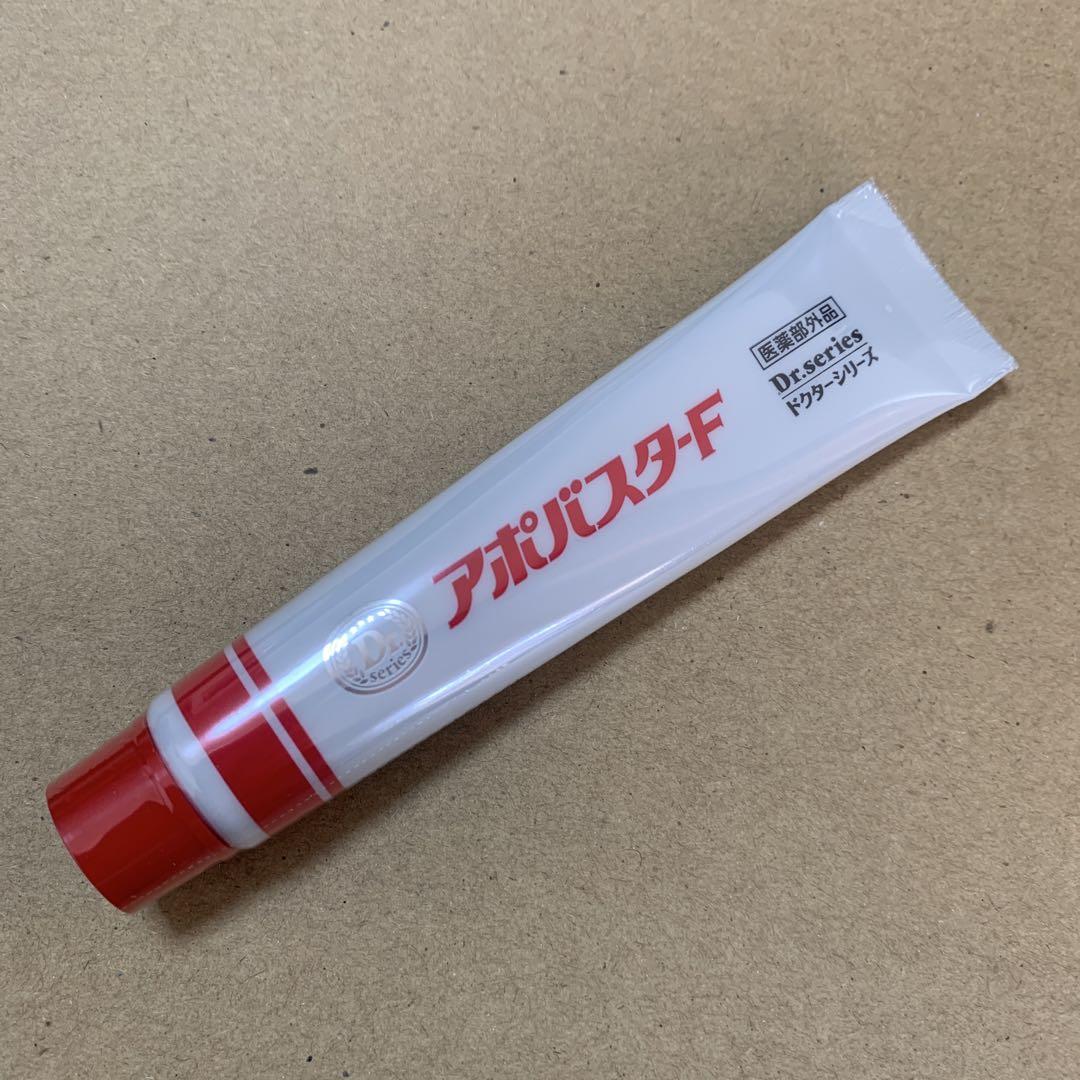 医薬部外品
Dr.series
ドクターシリーズ
アポバスターF
Dr.
series